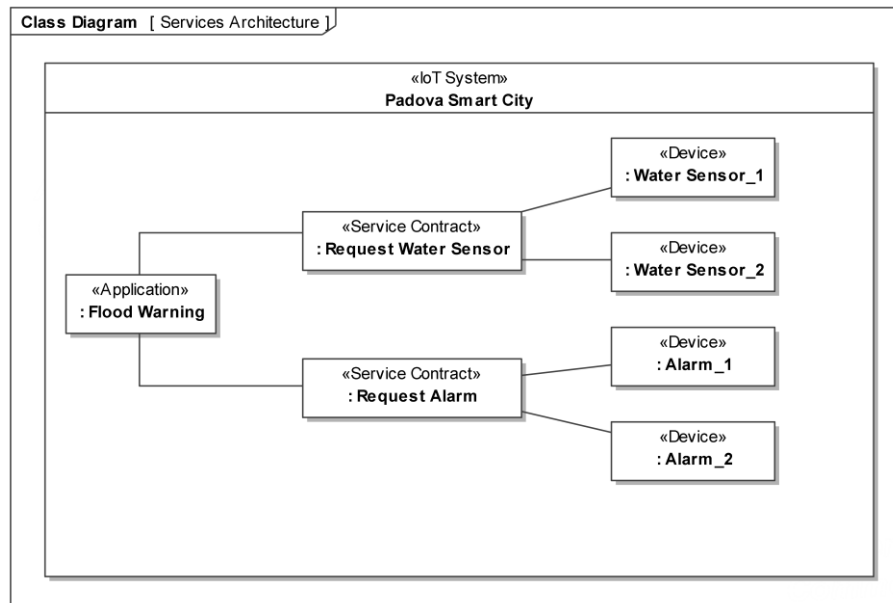 Class Diagram [ Services Architecture ]
«IoT System»
Padova Smart City
«Device»
: Water Sensor_1
«Service Contract»
: Request Water Sensor
«Device»
: Water Sensor_2
«Application»
: Flood Warning
«Device»
: Alarm_1
«Service Contract»
: Request Alarm
«Device»
: Alarm_2